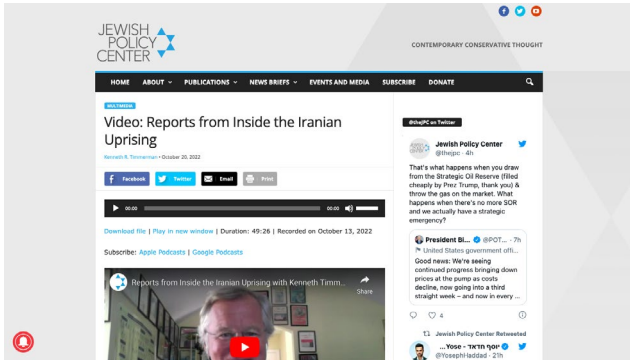 JEWISH
POLICY
CENTER
CONTEMPORARY CONSERVATIVE THOUGHT
HOME ABOUT PUBLICATIONS NEWS BRIEFS EVENTS AND MEDIA SUBSCRIBE DONATE
MULTIMEDIA
Video: Reports from Inside the Iranian
Uprising
Kenneth R. Timmerman • October 20, 2022
Facebook Twitter Email Print
00:00 00:00
Download file | Play in new window | Duration: 49:26 | Recorded on October 13, 2022
Subscribe: Apple Podcasts | Google Podcasts
Reports from Inside the Iranian Uprising with Kenneth Timm...
Share
@theJPC on Twitter
Jewish Policy Center
@thejpc · 4h
That's what happens when you draw
from the Strategic Oil Reserve (filled
cheaply by Prez Trump, thank you) &
throw the gas on the market. What
happens when there's no more SOR
and we actually have a strategic
emergency?
President Bi... @POT... · 7h
United States government offi...
Good news: We're seeing
continued progress bringing down
prices at the pump as costs
decline, now going into a third
straight week – and now in every ...
4
Jewish Policy Center Retweeted
...Yose - יוסף חדאד
@YosephHaddad · 21h